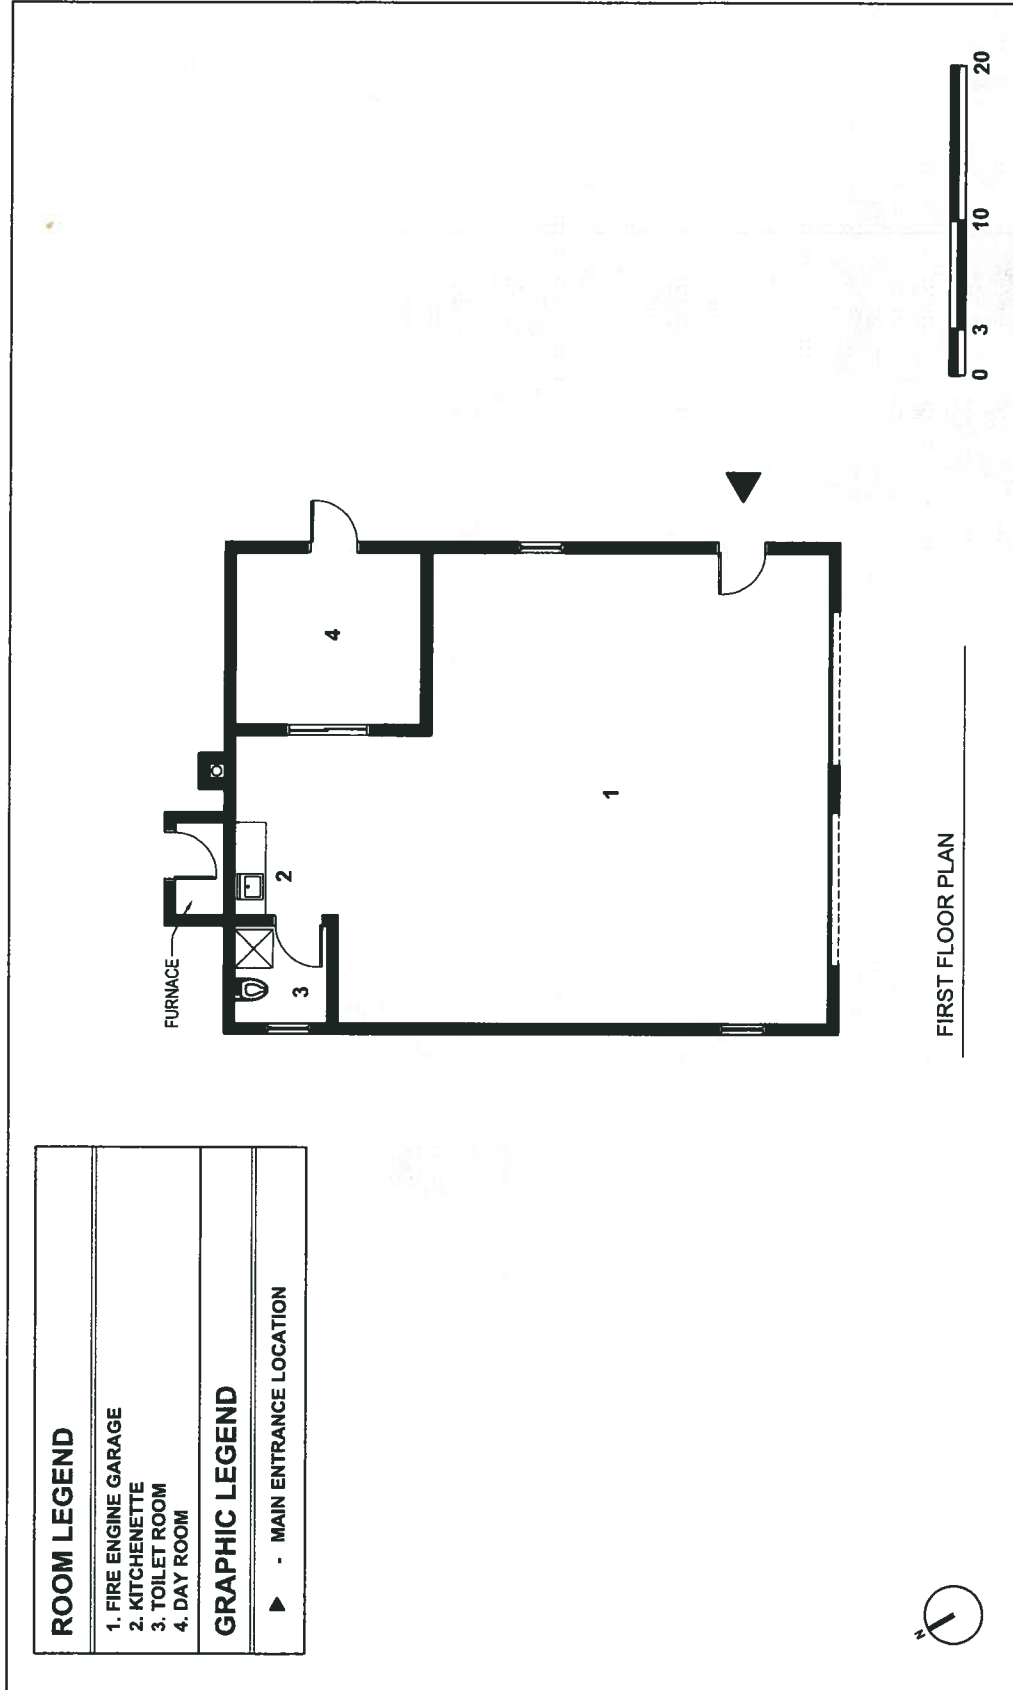 ROOM LEGEND
1. FIRE ENGINE GARAGE
2. KITCHENETTE
3. TOILET ROOM
4. DAY ROOM
GRAPHIC LEGEND
▶ - MAIN ENTRANCE LOCATION
FURNACE
3
2
4
1
FIRST FLOOR PLAN
0 3 10 20
N